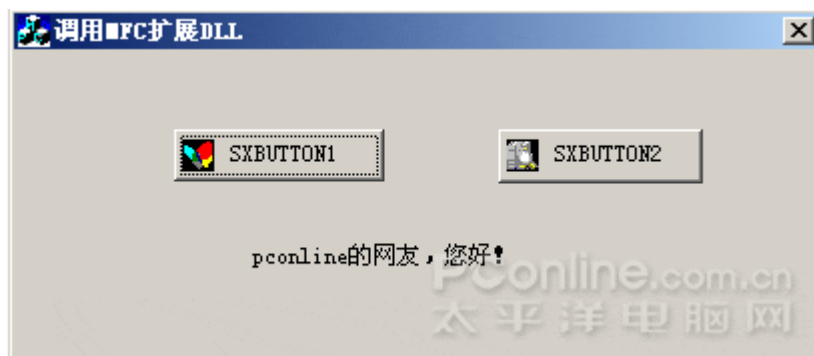 调用MFC扩展DLL
SXBUTTON1
SXBUTTON2
pconline的网友，您好！
PConline.com.cn
太平洋电脑网